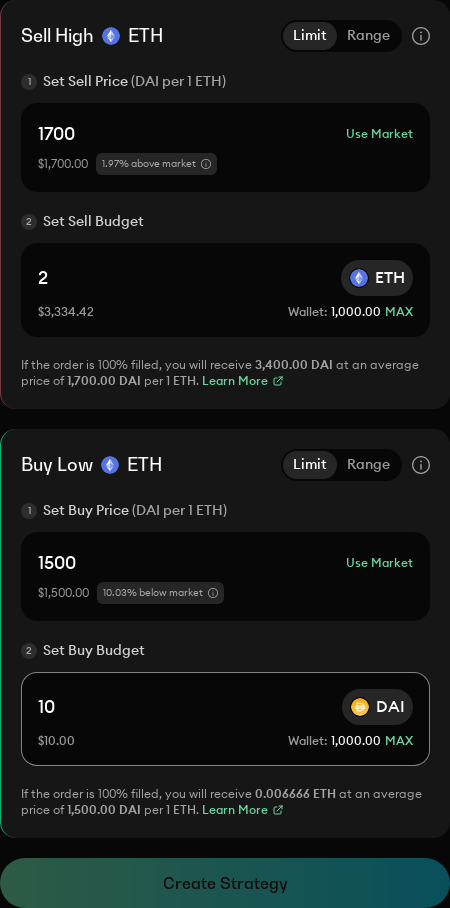 Sell High ETH Limit Range
1 Set Sell Price (DAI per 1 ETH)
1700 Use Market
$1,700.00 1.97% above market
2 Set Sell Budget
2 ETH
$3,334.42 Wallet: 1,000.00 MAX
If the order is 100% filled, you will receive 3,400.00 DAI at an average
price of 1,700.00 DAI per 1 ETH. Learn More
Buy Low ETH Limit Range
1 Set Buy Price (DAI per 1 ETH)
1500 Use Market
$1,500.00 10.03% below market
2 Set Buy Budget
10 DAI
$10.00 Wallet: 1,000.00 MAX
If the order is 100% filled, you will receive 0.006666 ETH at an average
price of 1,500.00 DAI per 1 ETH. Learn More
Create Strategy